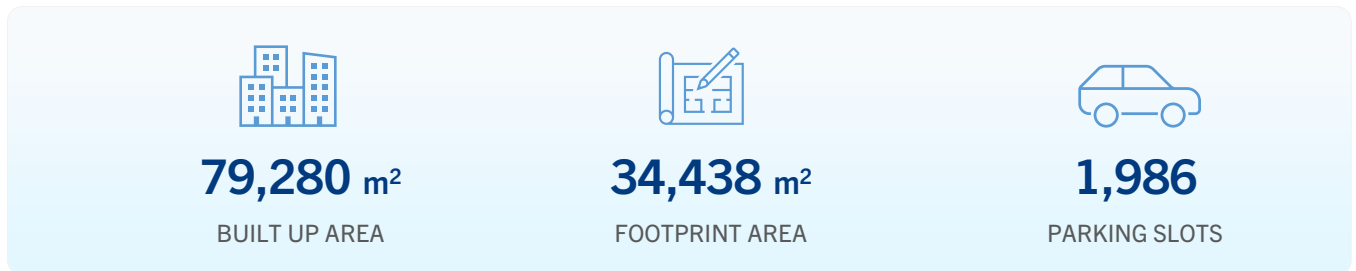 79,280 m²
BUILT UP AREA
34,438 m²
FOOTPRINT AREA
1,986
PARKING SLOTS